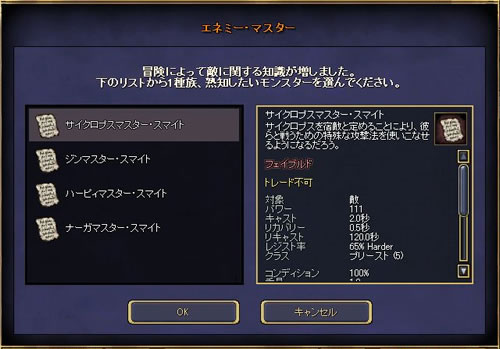 エネミー・マスター
冒険によって敵に関する知識が増しました。
下のリストから1種族、熟知したいモンスターを選んでください。
サイクロプスマスター・スマイト
ジンマスター・スマイト
ハーピィマスター・スマイト
ナーガマスター・スマイト
サイクロプスマスター・スマイト
サイクロプスを宿敵と定めることにより、彼
らと戦うための特殊な攻撃法を使いこなせ
るようになるだろう。
フェイブルド
トレード不可
対象 敵
パワー 111
キャスト 2.0秒
リカバリー 0.5秒
リキャスト 120.0秒
レジスト率 65% Harder
クラス プリースト (5)
コンディション 100%
OK
キャンセル